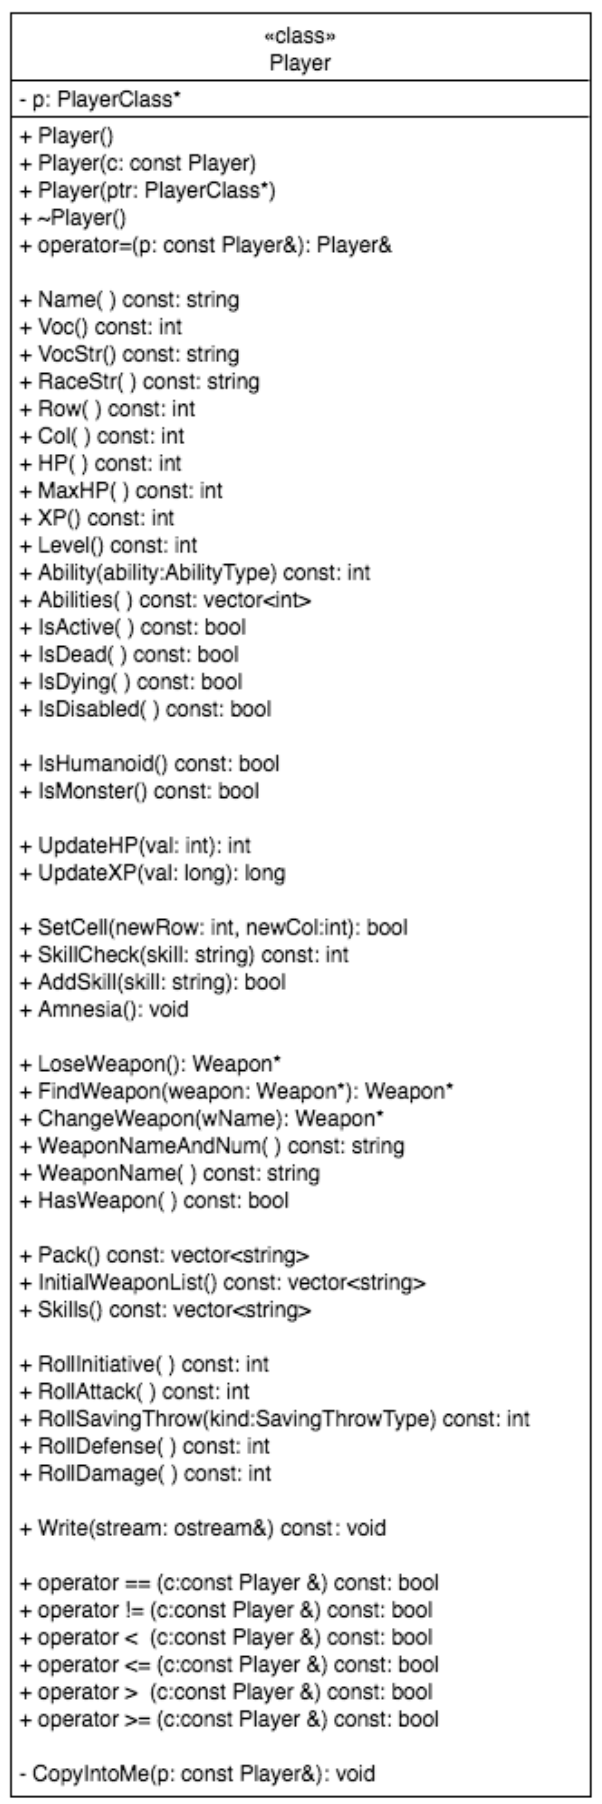 «class»
Player
- p: PlayerClass*
+ Player()
+ Player(c: const Player)
+ Player(ptr: PlayerClass*)
+ ~Player()
+ operator=(p: const Player&): Player&
+ Name( ) const: string
+ Voc() const: int
+ VocStr() const: string
+ RaceStr( ) const: string
+ Row( ) const: int
+ Col( ) const: int
+ HP( ) const: int
+ MaxHP( ) const: int
+ XP() const: int
+ Level() const: int
+ Ability(ability:AbilityType) const: int
+ Abilities( ) const: vector<int>
+ IsActive( ) const: bool
+ IsDead( ) const: bool
+ IsDying( ) const: bool
+ IsDisabled( ) const: bool
+ IsHumanoid() const: bool
+ IsMonster() const: bool
+ UpdateHP(val: int): int
+ UpdateXP(val: long): long
+ SetCell(newRow: int, newCol:int): bool
+ SkillCheck(skill: string) const: int
+ AddSkill(skill: string): bool
+ Amnesia(): void
+ LoseWeapon(): Weapon*
+ FindWeapon(weapon: Weapon*): Weapon*
+ ChangeWeapon(wName): Weapon*
+ WeaponNameAndNum( ) const: string
+ WeaponName( ) const: string
+ HasWeapon( ) const: bool
+ Pack() const: vector<string>
+ InitialWeaponList() const: vector<string>
+ Skills() const: vector<string>
+ RollInitiative( ) const: int
+ RollAttack( ) const: int
+ RollSavingThrow(kind:SavingThrowType) const: int
+ RollDefense( ) const: int
+ RollDamage( ) const: int
+ Write(stream: ostream&) const: void
+ operator == (c:const Player &) const: bool
+ operator != (c:const Player &) const: bool
+ operator < (c:const Player &) const: bool
+ operator <= (c:const Player &) const: bool
+ operator > (c:const Player &) const: bool
+ operator >= (c:const Player &) const: bool
- CopyIntoMe(p: const Player&): void